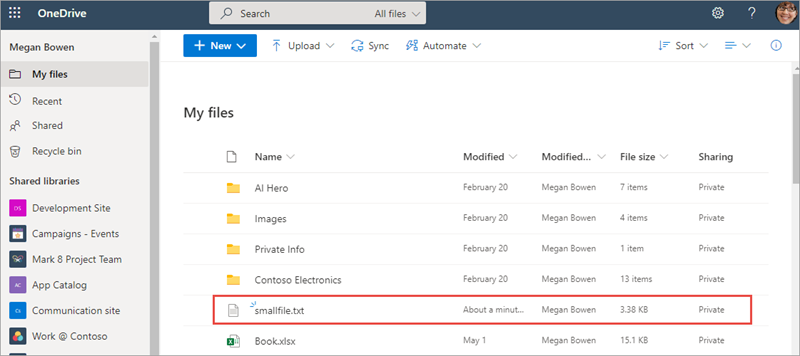 OneDrive
Search All files
?
Megan Bowen
My files
Recent
Shared
Recycle bin
Shared libraries
DS Development Site
Campaigns - Events
Mark 8 Project Team
AC App Catalog
Cs Communication site
Work @ Contoso
+ New Upload Sync Automate Sort
My files
Name Modified Modified... File size Sharing
AI Hero February 20 Megan Bowen 7 items Private
Images February 20 Megan Bowen 4 items Private
Private Info February 20 Megan Bowen 1 item Private
Contoso Electronics February 20 Megan Bowen 13 items Private
smallfile.txt About a minut... Megan Bowen 3.38 KB Private
Book.xlsx May 1 Megan Bowen 15.1 KB Private